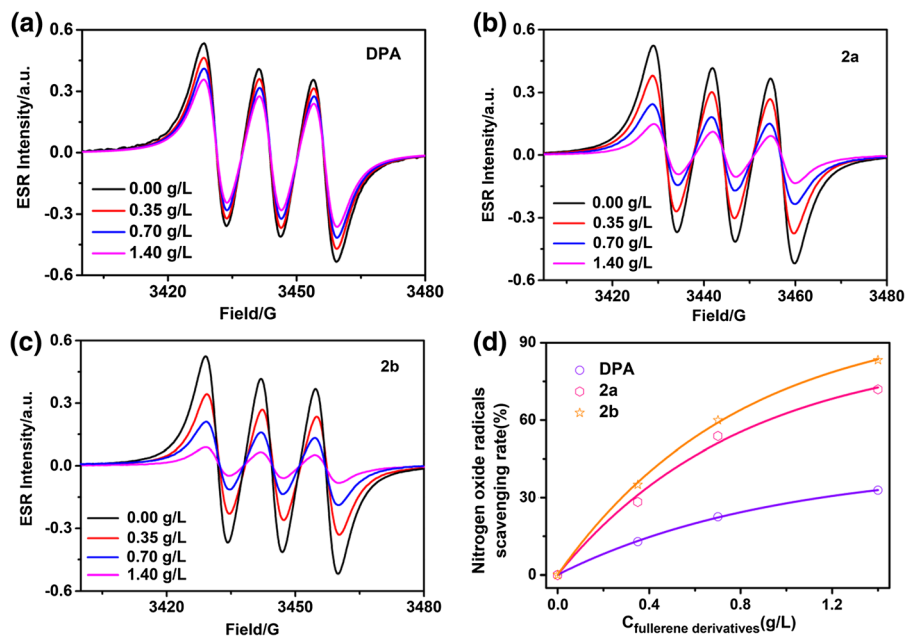 (a)
DPA
ESR Intensity/a.u.
0.6
0.3
0.0
-0.3
-0.6
0.00 g/L
0.35 g/L
0.70 g/L
1.40 g/L
3420
3450
3480
Field/G
(b)
2a
ESR Intensity/a.u.
0.6
0.3
0.0
-0.3
-0.6
0.00 g/L
0.35 g/L
0.70 g/L
1.40 g/L
3420
3440
3460
3480
Field/G
(c)
2b
ESR Intensity/a.u.
0.6
0.3
0.0
-0.3
-0.6
0.00 g/L
0.35 g/L
0.70 g/L
1.40 g/L
3420
3450
3480
Field/G
(d)
Nitrogen oxide radicals
scavenging rate(%)
90
60
30
0
DPA
2a
2b
0.0
0.4
0.8
1.2
Cfullerene derivatives(g/L)